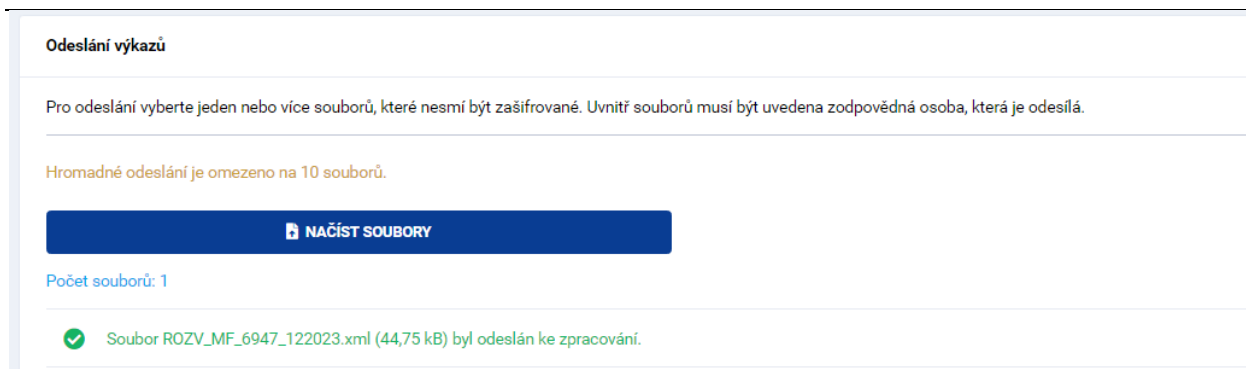 Odeslání výkazů
Pro odeslání vyberte jeden nebo více souborů, které nesmí být zašifrované. Uvnitř souborů musí být uvedena zodpovědná osoba, která je odesílá.
Hromadné odeslání je omezeno na 10 souborů.
NAČÍST SOUBORY
Počet souborů: 1
Soubor ROZV_MF_6947_122023.xml (44,75 kB) byl odeslán ke zpracování.